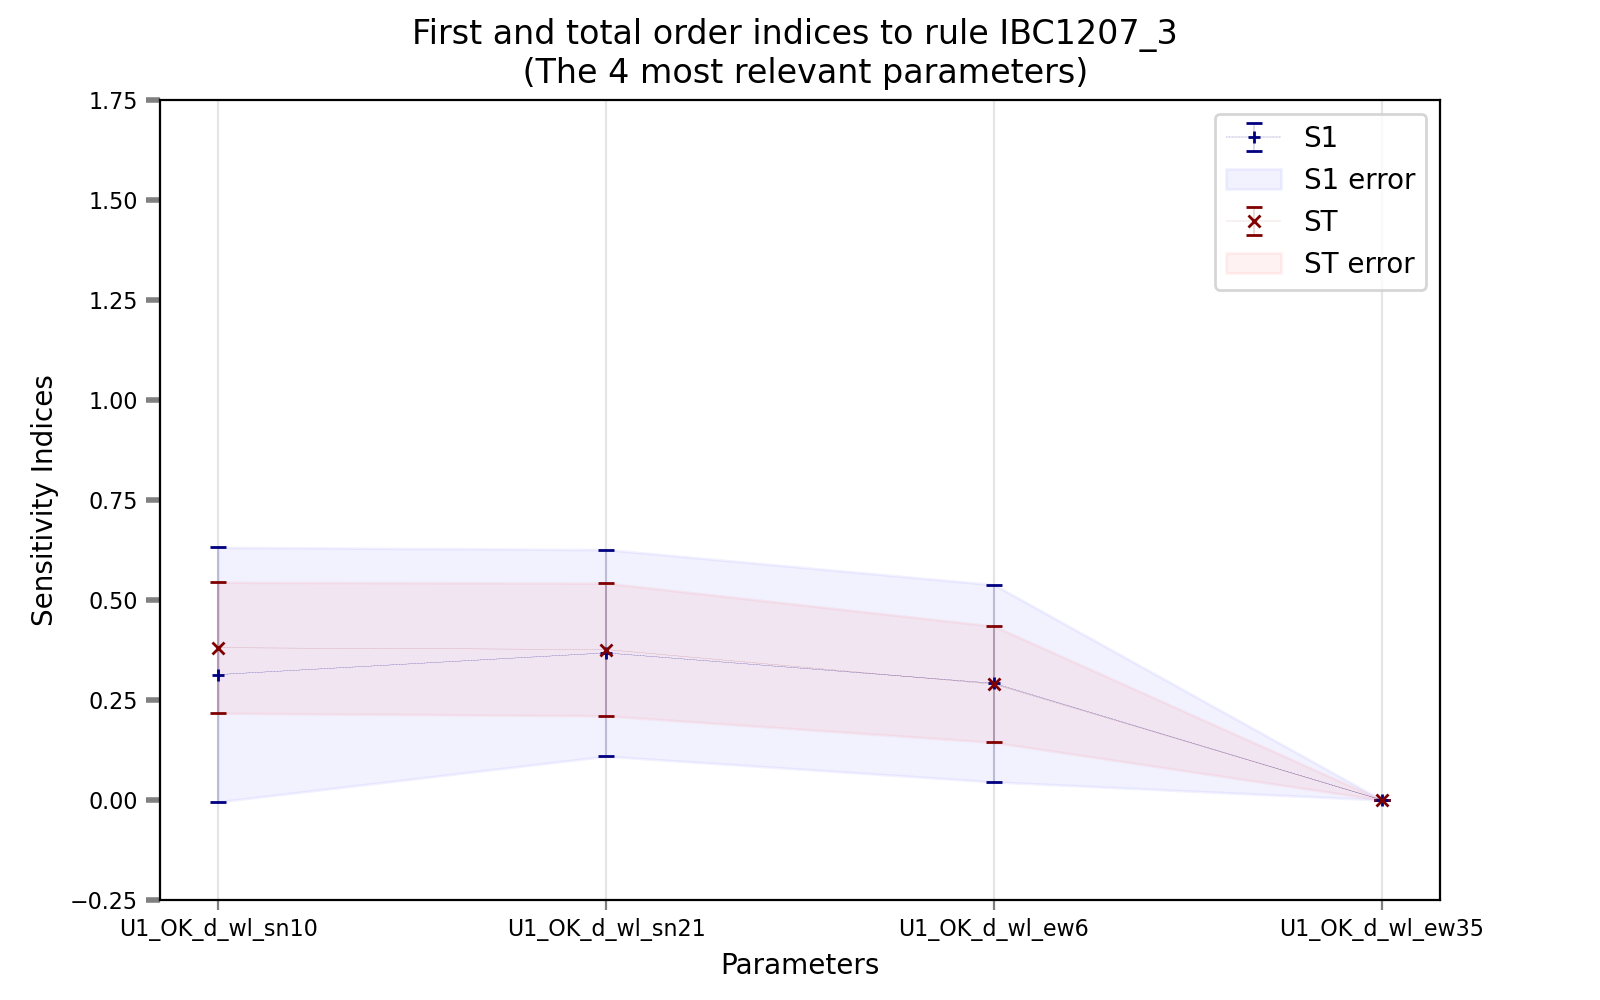 First and total order indices to rule IBC1207_3
(The 4 most relevant parameters)
1.75
1.50
1.25
1.00
0.75
0.50
0.25
0.00
−0.25
Sensitivity Indices
S1
S1 error
ST
ST error
U1_OK_d_wl_sn10
U1_OK_d_wl_sn21
U1_OK_d_wl_ew6
U1_OK_d_wl_ew35
Parameters